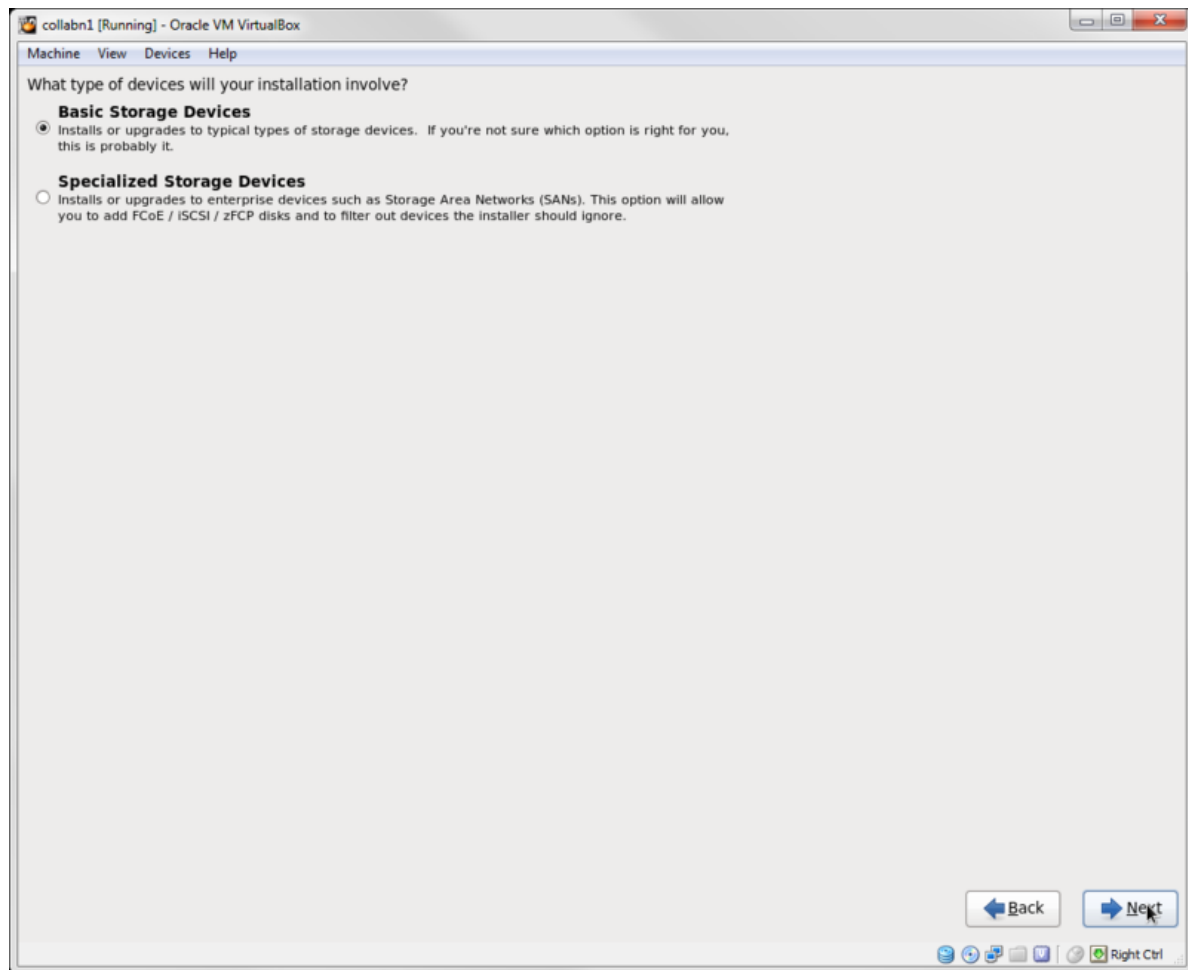 collabn1 [Running] - Oracle VM VirtualBox
Machine View Devices Help
What type of devices will your installation involve?
Basic Storage Devices
Installs or upgrades to typical types of storage devices. If you're not sure which option is right for you,
this is probably it.
Specialized Storage Devices
Installs or upgrades to enterprise devices such as Storage Area Networks (SANs). This option will allow
you to add FCoE / iSCSI / zFCP disks and to filter out devices the installer should ignore.
Back Next
Right Ctrl